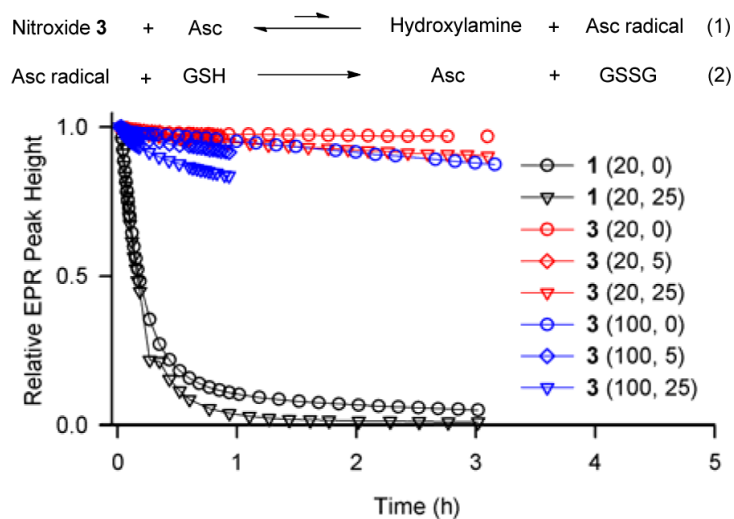 Nitroxide 3 + Asc Hydroxylamine + Asc radical (1)
Asc radical + GSH Asc + GSSG (2)
Relative EPR Peak Height
1.0
0.5
0.0
1 (20, 0)
1 (20, 25)
3 (20, 0)
3 (20, 5)
3 (20, 25)
3 (100, 0)
3 (100, 5)
3 (100, 25)
0 1 2 3 4 5
Time (h)